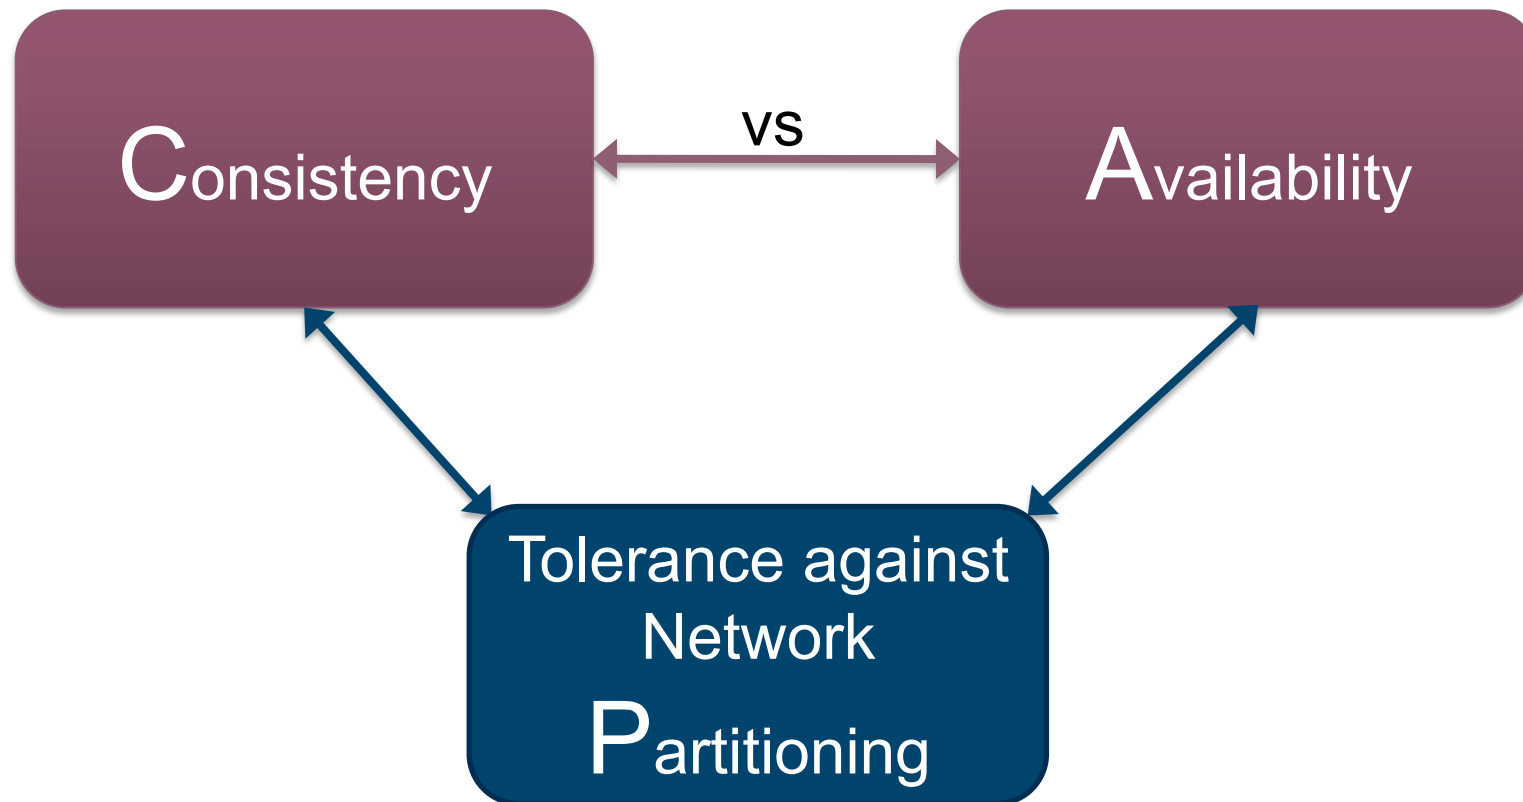 Consistency
vs
Availability
Tolerance against
Network
Partitioning